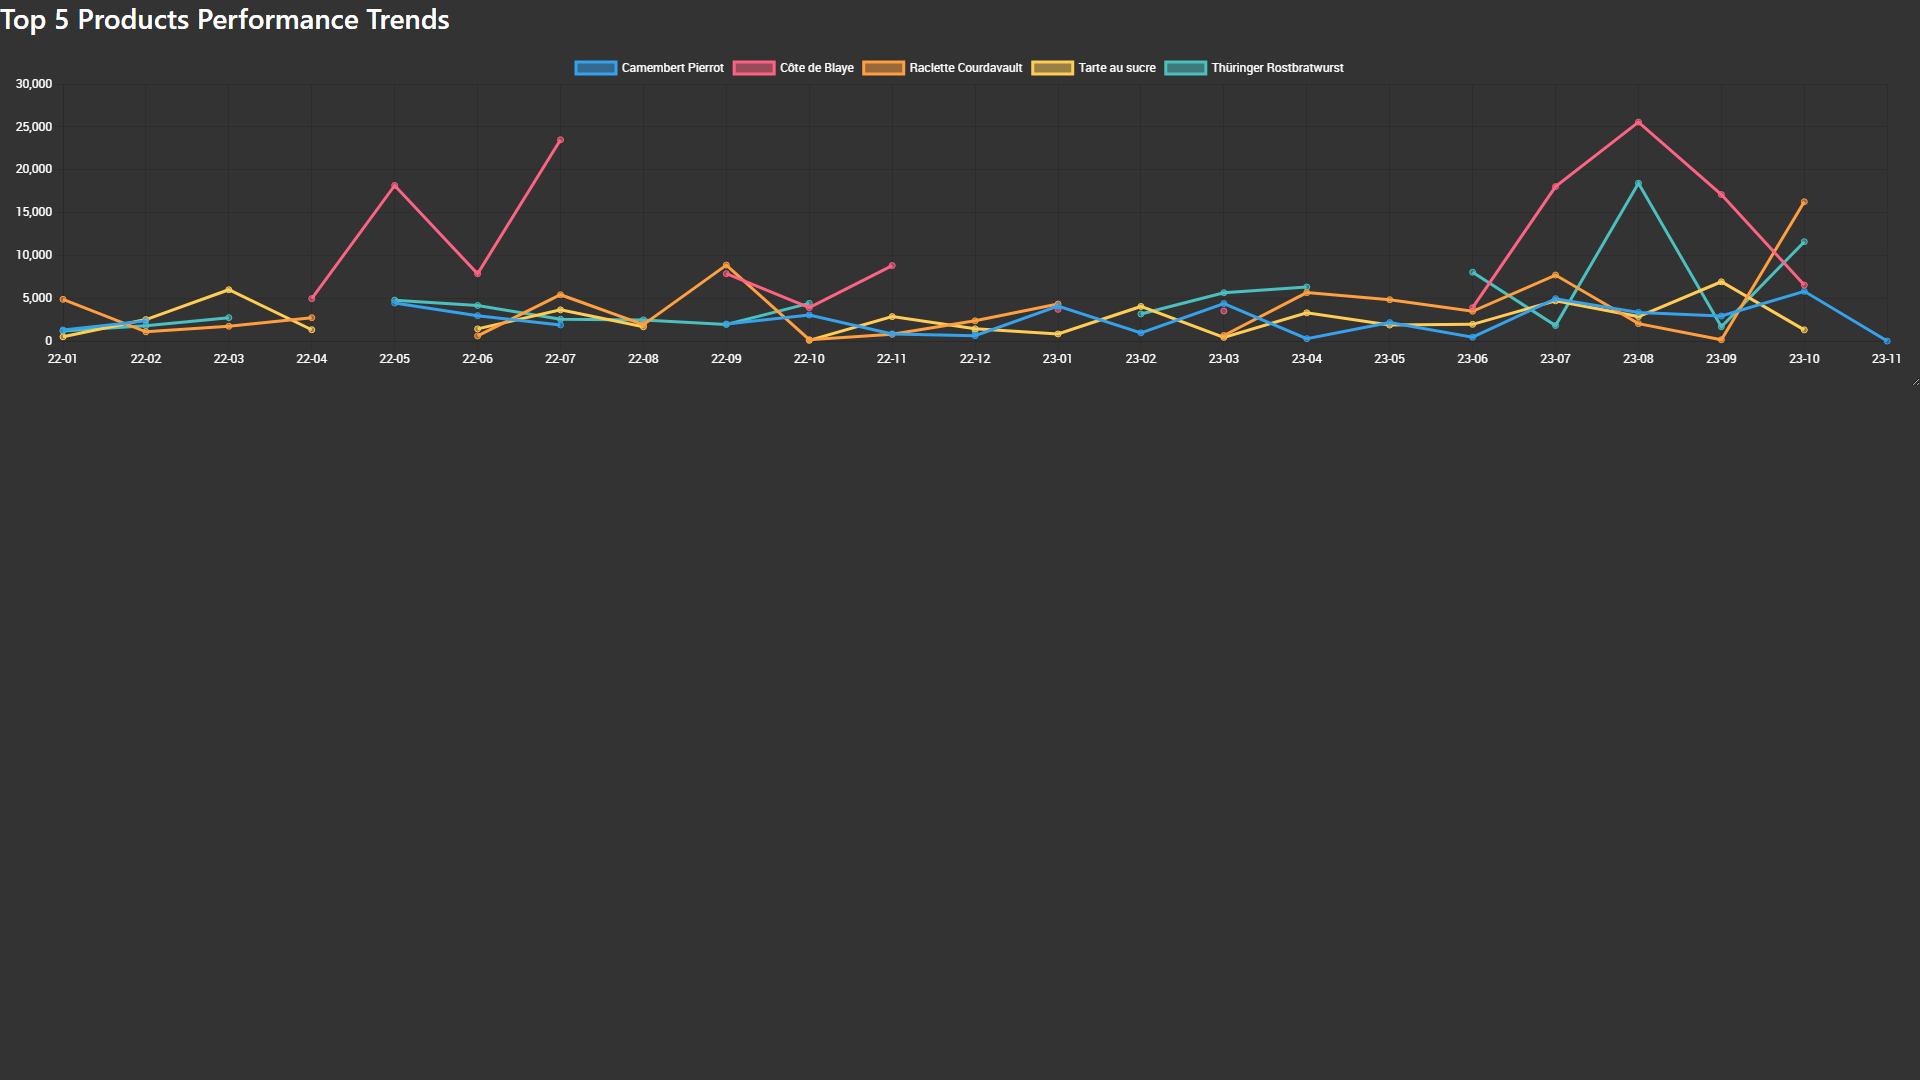 Top 5 Products Performance Trends
Camembert Pierrot Côte de Blaye Raclette Courdavault Tarte au sucre Thüringer Rostbratwurst
30,000
25,000
20,000
15,000
10,000
5,000
0
22-01 22-02 22-03 22-04 22-05 22-06 22-07 22-08 22-09 22-10 22-11 22-12 23-01 23-02 23-03 23-04 23-05 23-06 23-07 23-08 23-09 23-10 23-11